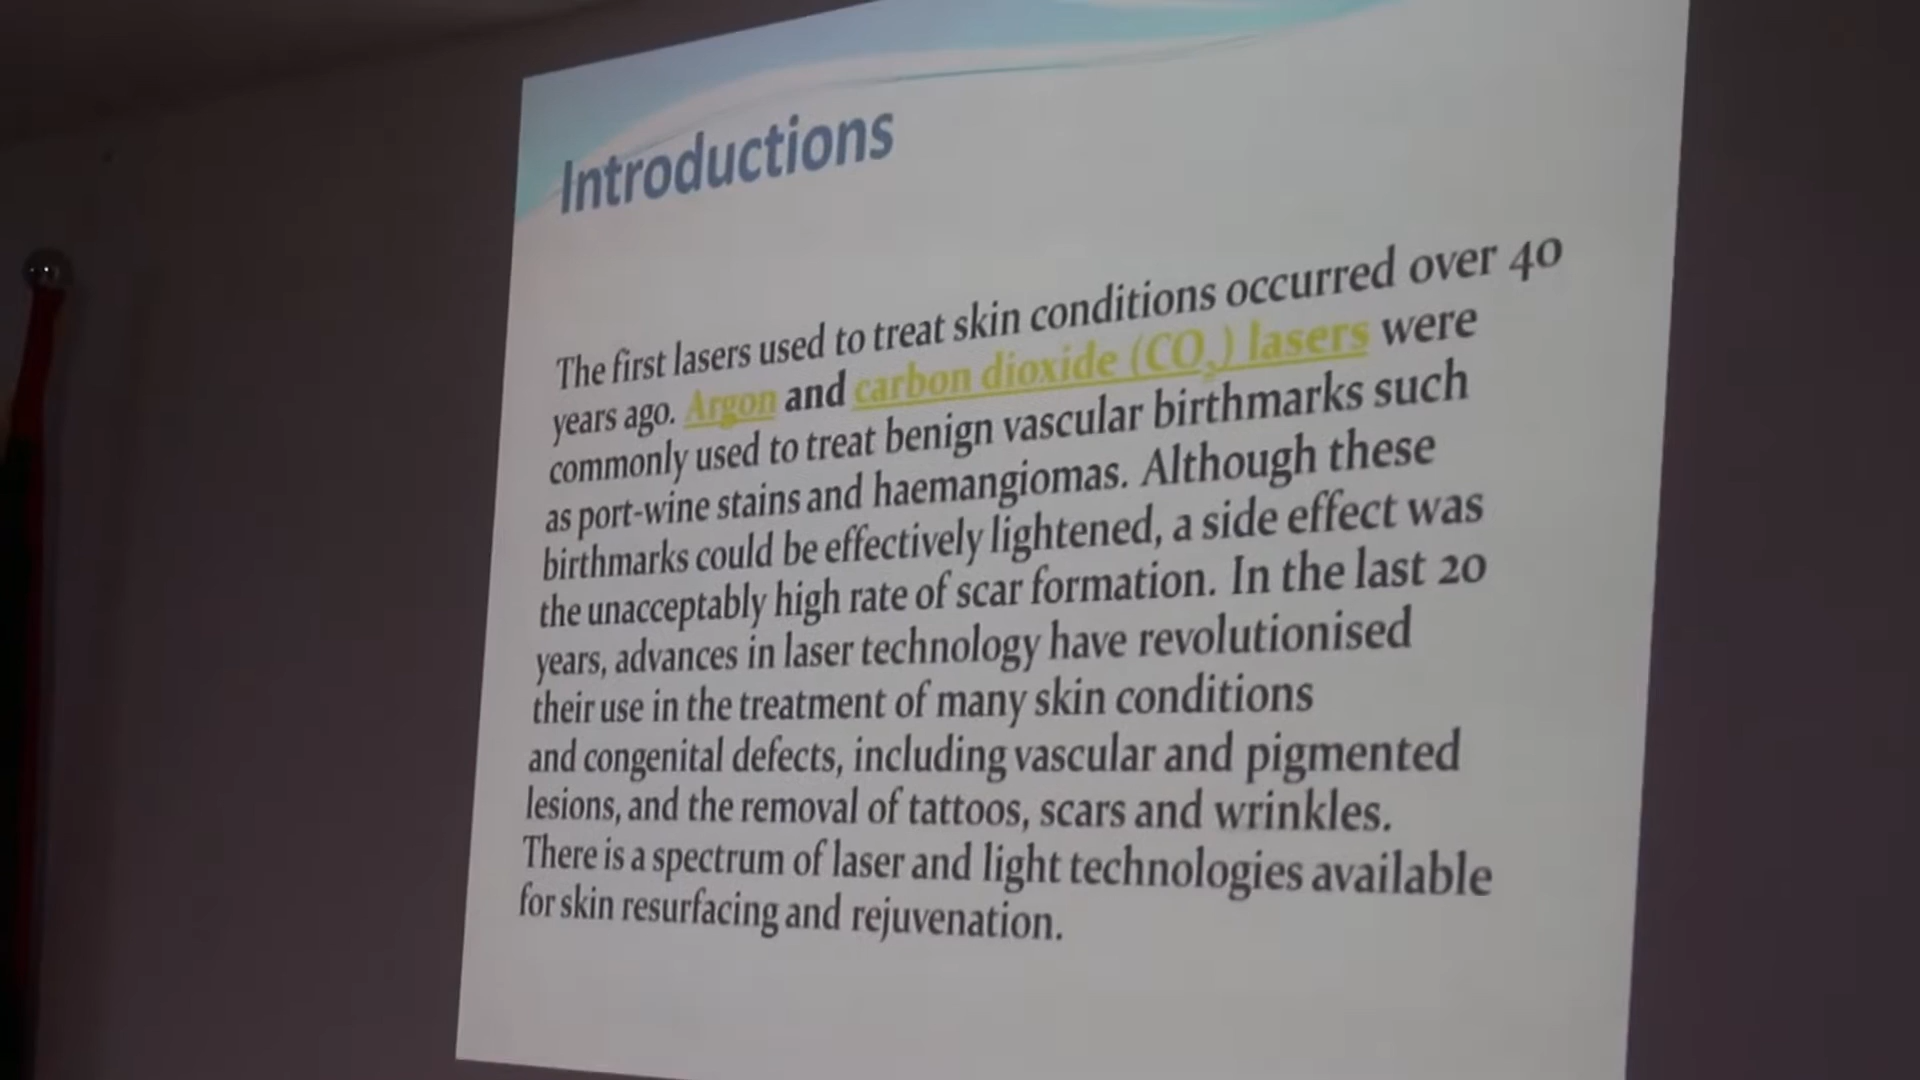 Introductions
The first lasers used to treat skin conditions occurred over 40
years ago. Argon and carbon dioxide (CO₂) lasers were
commonly used to treat benign vascular birthmarks such
as port-wine stains and haemangiomas. Although these
birthmarks could be effectively lightened, a side effect was
the unacceptably high rate of scar formation. In the last 20
years, advances in laser technology have revolutionised
their use in the treatment of many skin conditions
and congenital defects, including vascular and pigmented
lesions, and the removal of tattoos, scars and wrinkles.
There is a spectrum of laser and light technologies available
for skin resurfacing and rejuvenation.